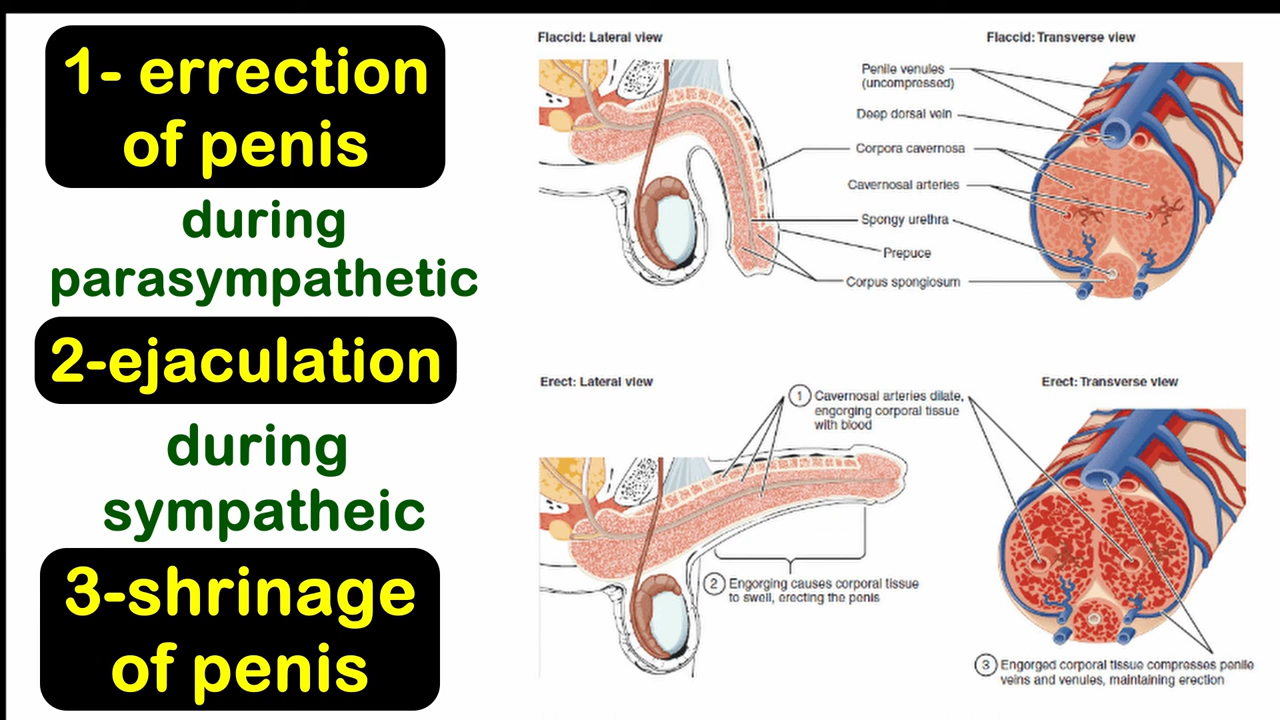 1- errection
of penis
during
parasympathetic
2-ejaculation
during
sympatheic
3-shrinage
of penis
Flaccid: Lateral view
Flaccid: Transverse view
Penile venules
(uncompressed)
Deep dorsal vein
Corpora cavernosa
Cavernosal arteries
Spongy urethra
Prepuce
Corpus spongiosum
Erect: Lateral view
Erect: Transverse view
1 Cavernosal arteries dilate,
engorging corporal tissue
with blood
2 Engorging causes corporal tissue
to swell, erecting the penis
3 Engorged corporal tissue compresses penile
veins and venules, maintaining erection